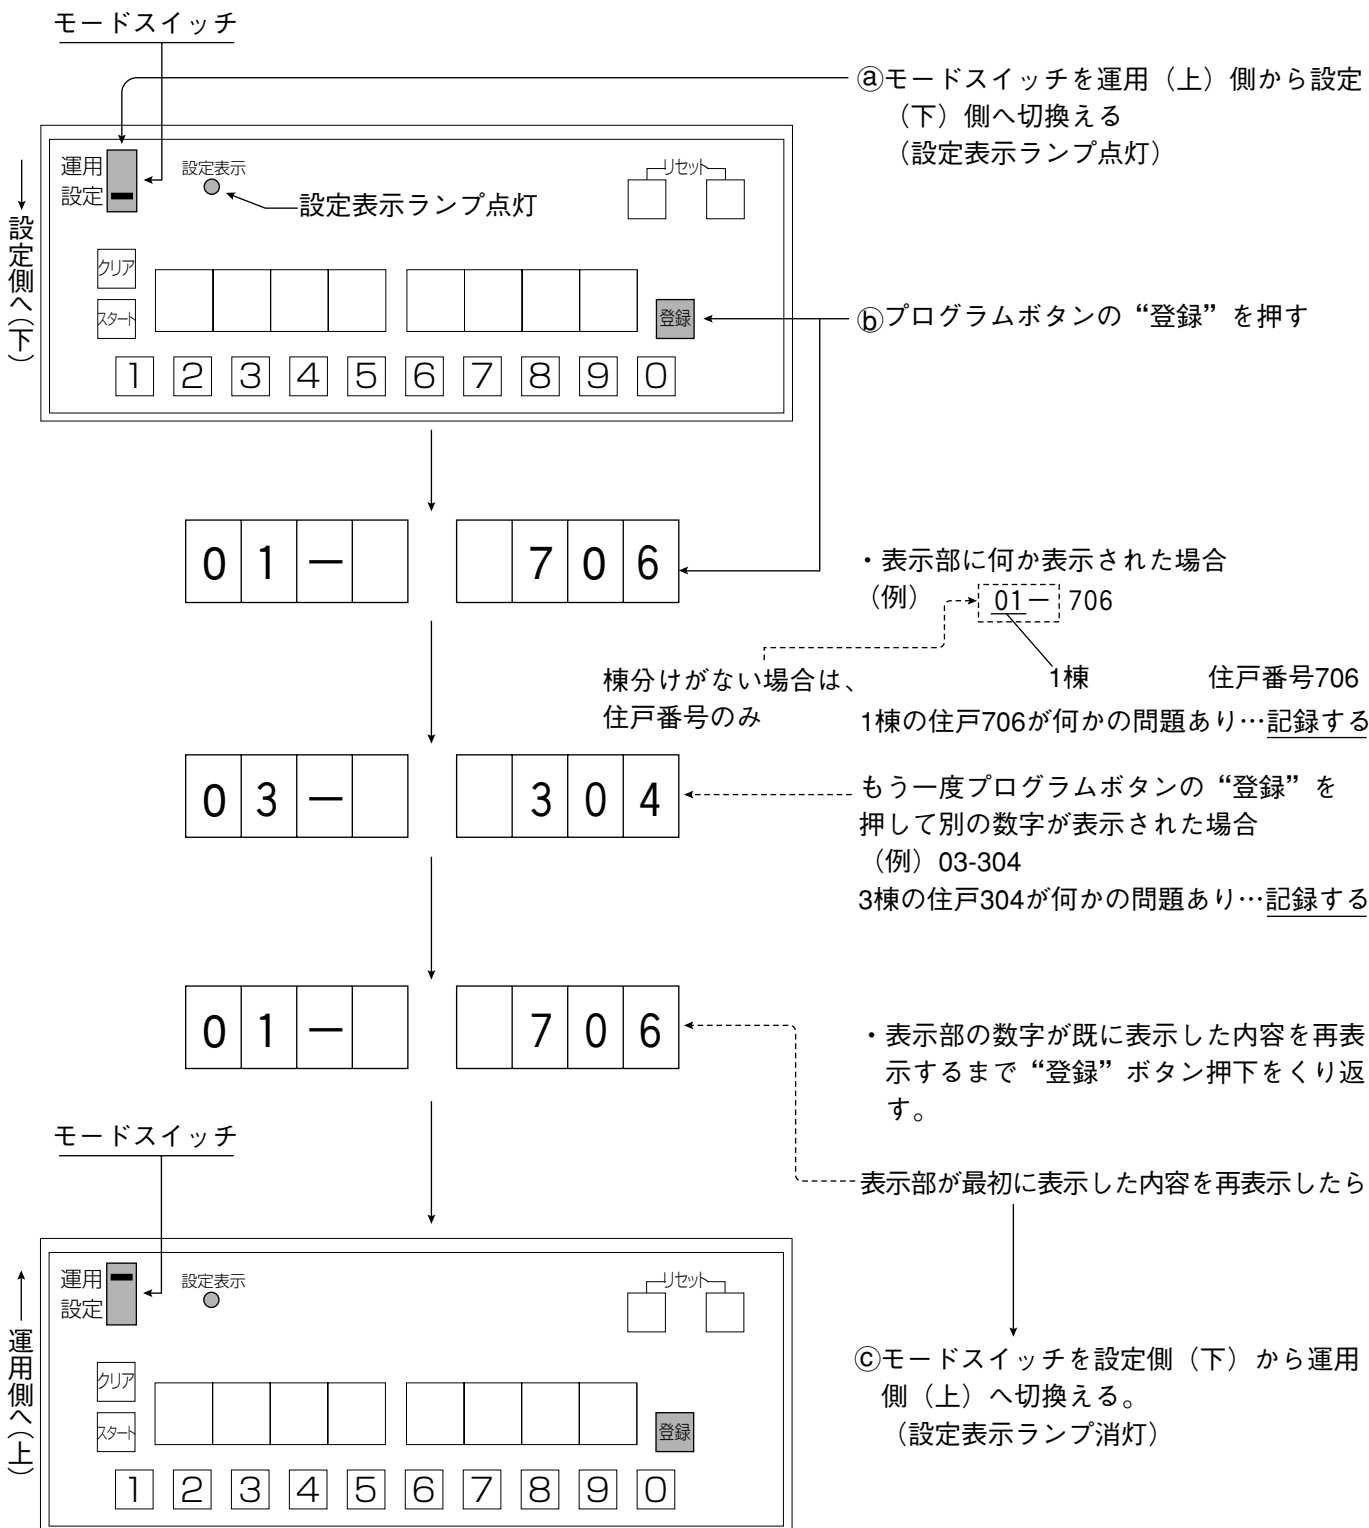 モードスイッチ
ⓐモードスイッチを運用（上）側から設定
（下）側へ切換える
（設定表示ランプ点灯）
運用
設定
設定表示
設定表示ランプ点灯
リセット
設定側へ（下）
クリア
スタート
登録
ⓑプログラムボタンの“登録”を押す
1 2 3 4 5 6 7 8 9 0
0 1 － 7 0 6
・表示部に何か表示された場合
（例） 01－ 706
棟分けがない場合は、
住戸番号のみ
1棟 住戸番号706
1棟の住戸706が何かの問題あり…記録する
0 3 － 3 0 4
もう一度プログラムボタンの“登録”を
押して別の数字が表示された場合
（例）03-304
3棟の住戸304が何かの問題あり…記録する
0 1 － 7 0 6
・表示部の数字が既に表示した内容を再表
示するまで“登録”ボタン押下をくり返
す。
モードスイッチ
表示部が最初に表示した内容を再表示したら
運用
設定
設定表示
リセット
運用側へ（上）
クリア
スタート
登録
ⓒモードスイッチを設定側（下）から運用
側（上）へ切換える。
（設定表示ランプ消灯）
1 2 3 4 5 6 7 8 9 0